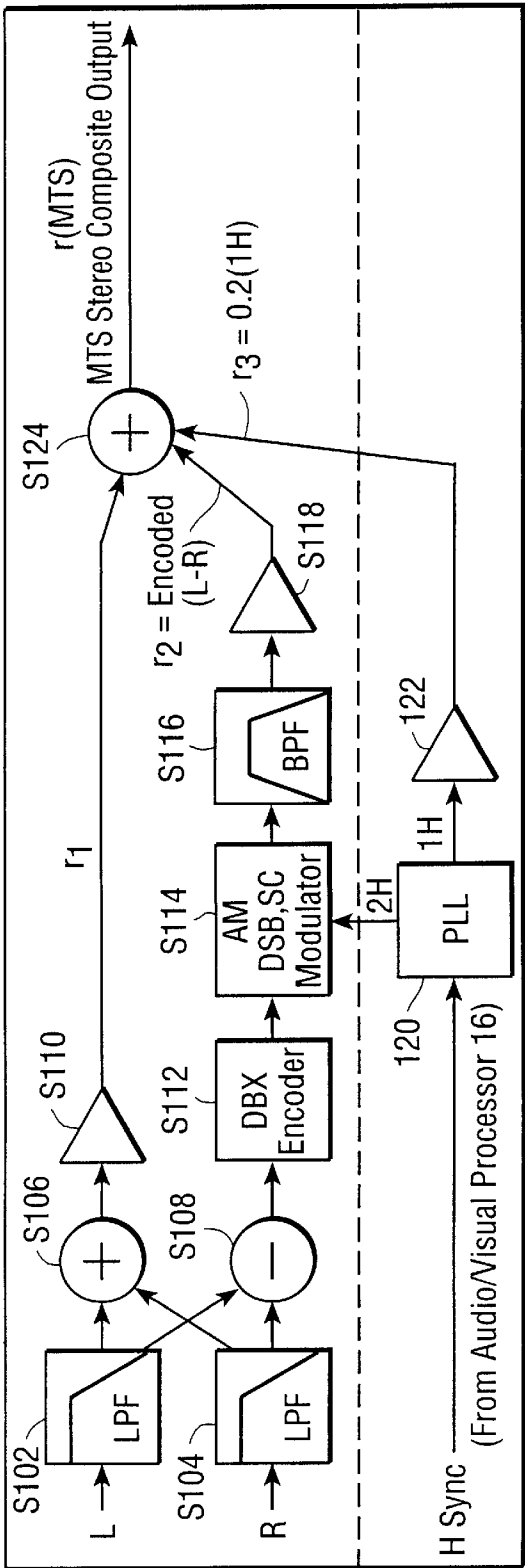 r(MTS)
MTS Stereo Composite Output
S124
+
r1
r2 = Encoded
(L-R)
r3 = 0.2(1H)
S110
S118
S106
+
S102
LPF
L
S108
−
S112
DBX
Encoder
S114
AM
DSB,SC
Modulator
S116
BPF
S104
LPF
R
2H
1H
122
PLL
120
H Sync
(From Audio/Visual Processor 16)